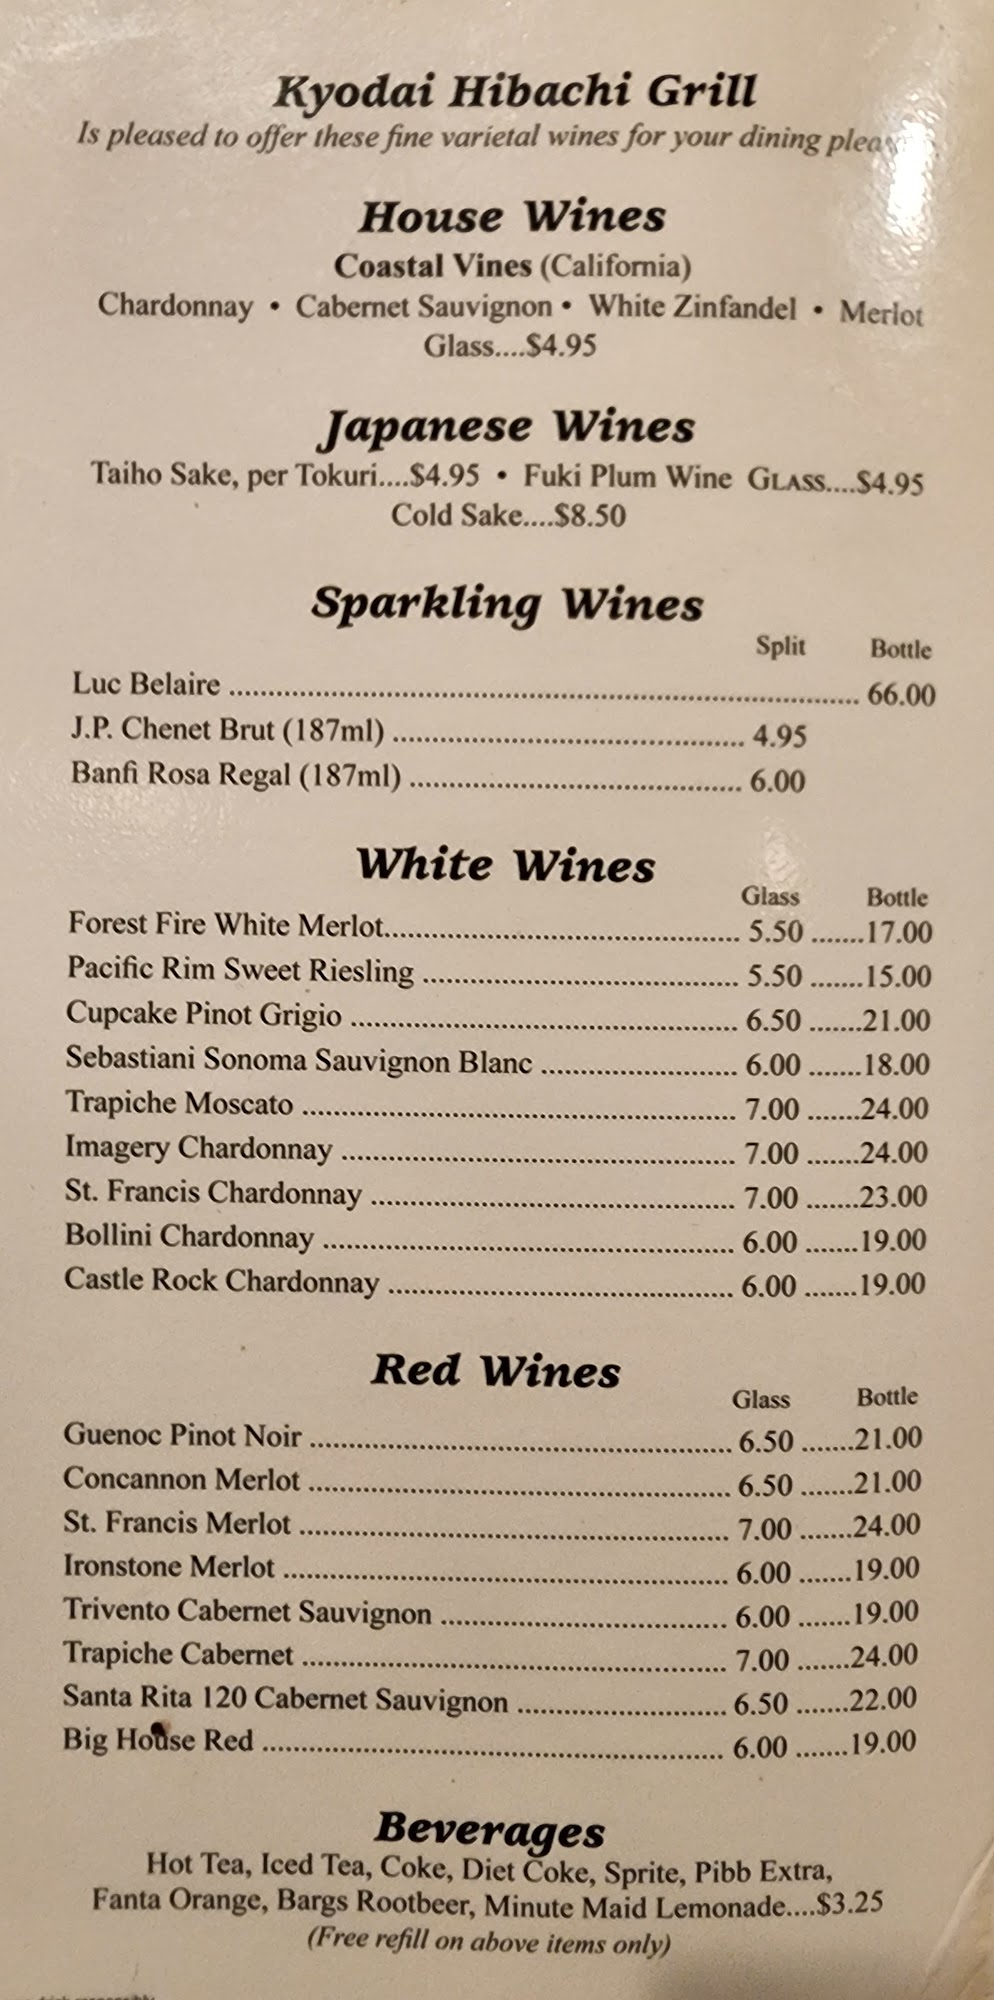 Kyodai Hibachi Grill
Is pleased to offer these fine varietal wines for your dining
House Wines
Coastal Vines (California)
Chardonnay • Cabernet Sauvignon • White Zinfandel • Merlot
Glass....$4.95
Japanese Wines
Taiho Sake, per Tokuri....$4.95 • Fuki Plum Wine GLASS....$4.95
Cold Sake....$8.50
Sparkling Wines
Split Bottle
Luc Belaire ........ 66.00
J.P. Chenet Brut (187ml) ........ 4.95
Banfi Rosa Regal (187ml) ........ 6.00
White Wines
Glass Bottle
Forest Fire White Merlot........ 5.50 .......17.00
Pacific Rim Sweet Riesling ........ 5.50 .......15.00
Cupcake Pinot Grigio ........ 6.50 .......21.00
Sebastiani Sonoma Sauvignon Blanc ........ 6.00 .......18.00
Trapiche Moscato ........ 7.00 .......24.00
Imagery Chardonnay ........ 7.00 .......24.00
St. Francis Chardonnay ........ 7.00 .......23.00
Bollini Chardonnay ........ 6.00 .......19.00
Castle Rock Chardonnay ........ 6.00 .......19.00
Red Wines
Glass Bottle
Guenoc Pinot Noir ........ 6.50 .......21.00
Concannon Merlot ........ 6.50 .......21.00
St. Francis Merlot ........ 7.00 .......24.00
Ironstone Merlot ........ 6.00 .......19.00
Trivento Cabernet Sauvignon ........ 6.00 .......19.00
Trapiche Cabernet ........ 7.00 .......24.00
Santa Rita 120 Cabernet Sauvignon ........ 6.50 .......22.00
Big House Red ........ 6.00 .......19.00
Beverages
Hot Tea, Iced Tea, Coke, Diet Coke, Sprite, Pibb Extra,
Fanta Orange, Bargs Rootbeer, Minute Maid Lemonade....$3.25
(Free refill on above items only)